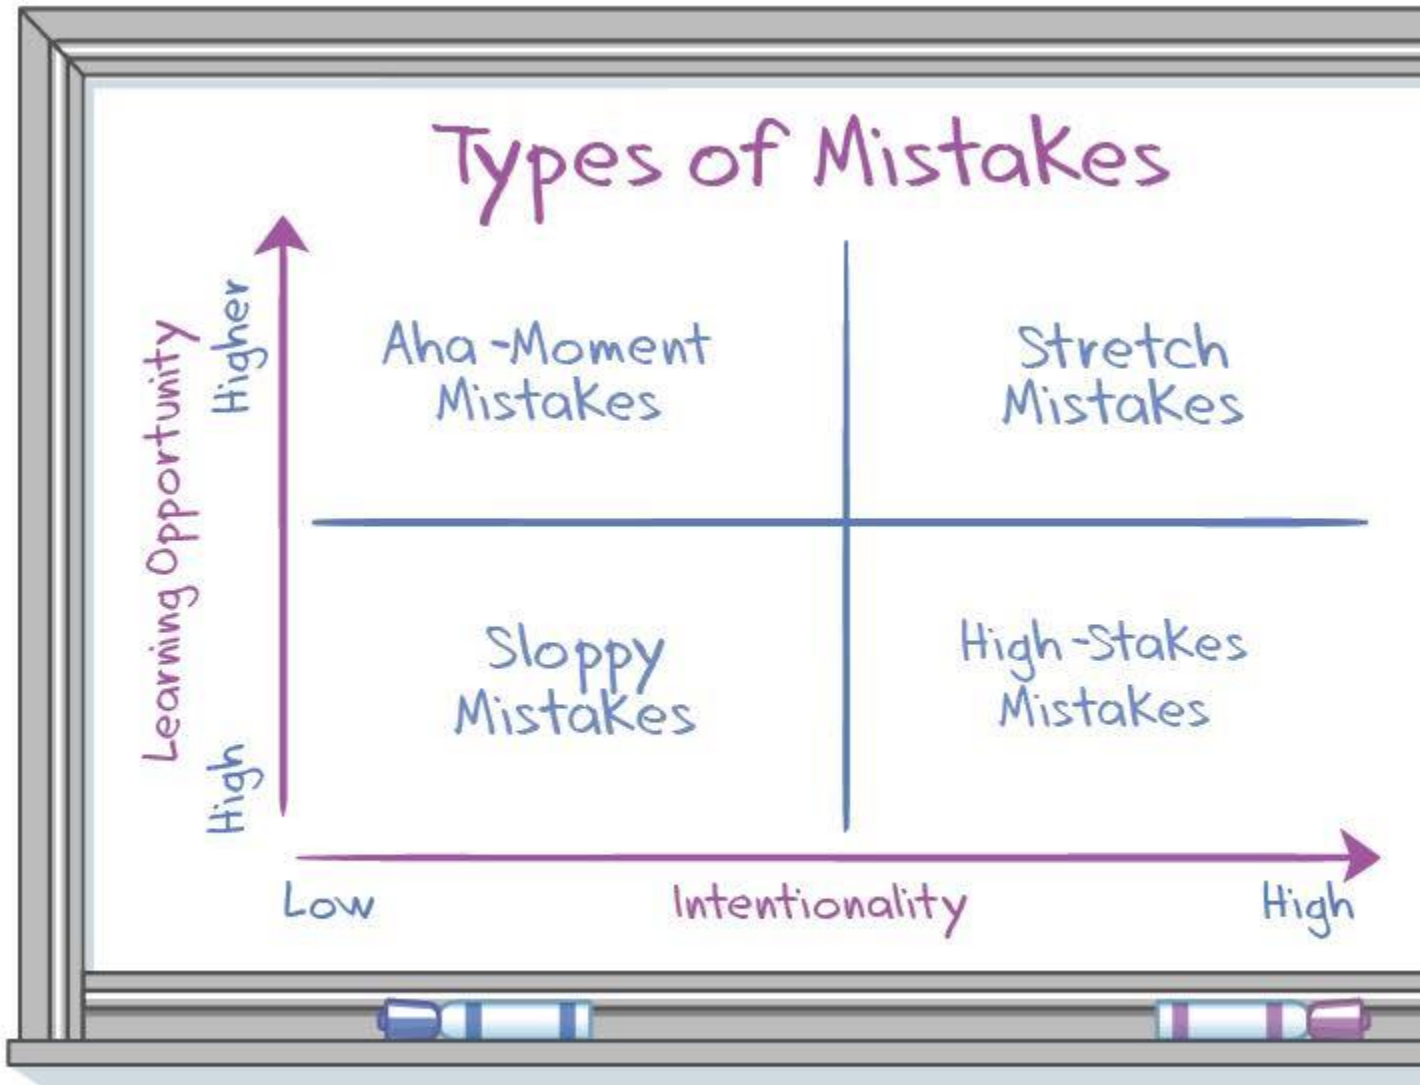 Types of Mistakes
Higher
Learning Opportunity
High
Aha-Moment
Mistakes
Stretch
Mistakes
Sloppy
Mistakes
High-Stakes
Mistakes
Low
Intentionality
High